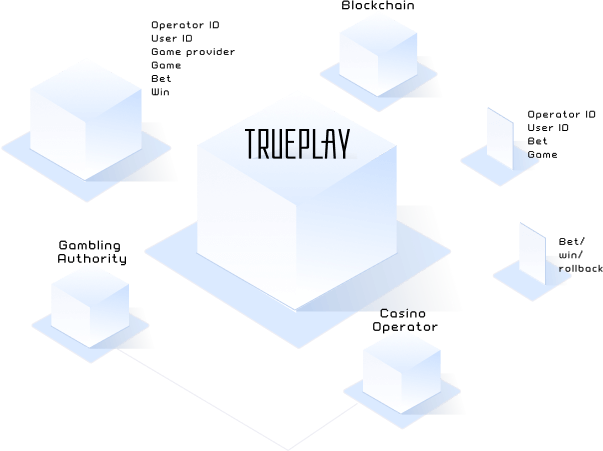 Blockchain
Operator ID
User ID
Game provider
Game
Bet
Win
TRUEPLAY
Operator ID
User ID
Bet
Game
Bet/
win/
rollback
Gambling
Authority
Casino
Operator